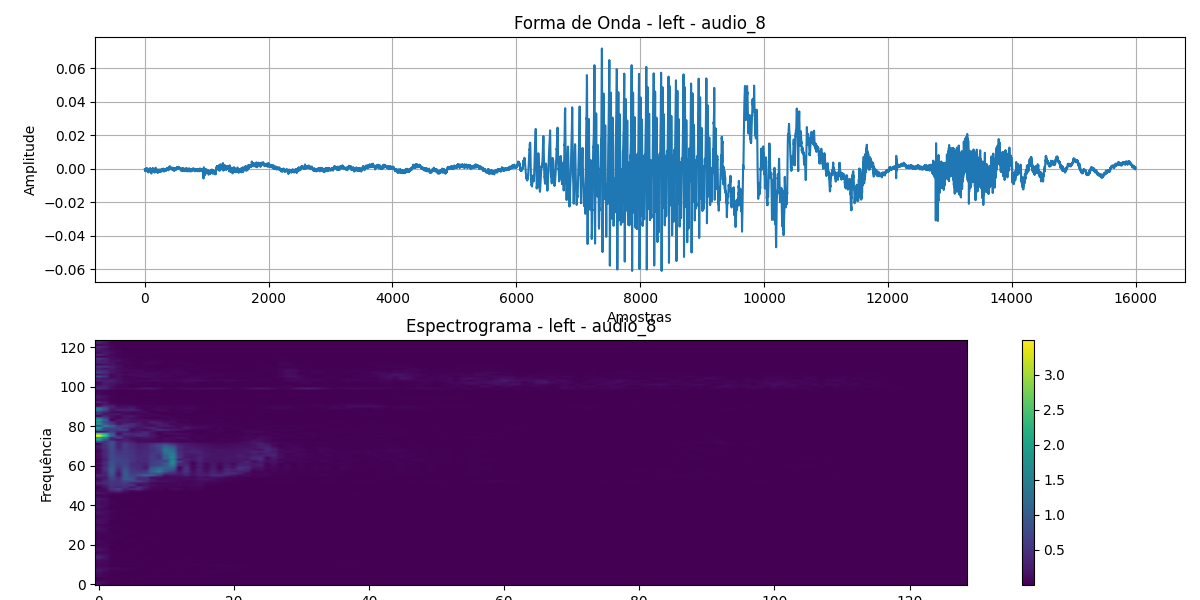 Forma de Onda - left - audio_8
Amplitude
0.06
0.04
0.02
0.00
−0.02
−0.04
−0.06
0 2000 4000 6000 8000 10000 12000 14000 16000
Amostras
Espectrograma - left - audio_8
Frequência
120
100
80
60
40
20
0
0 20 40 60 80 100 120
3.0
2.5
2.0
1.5
1.0
0.5